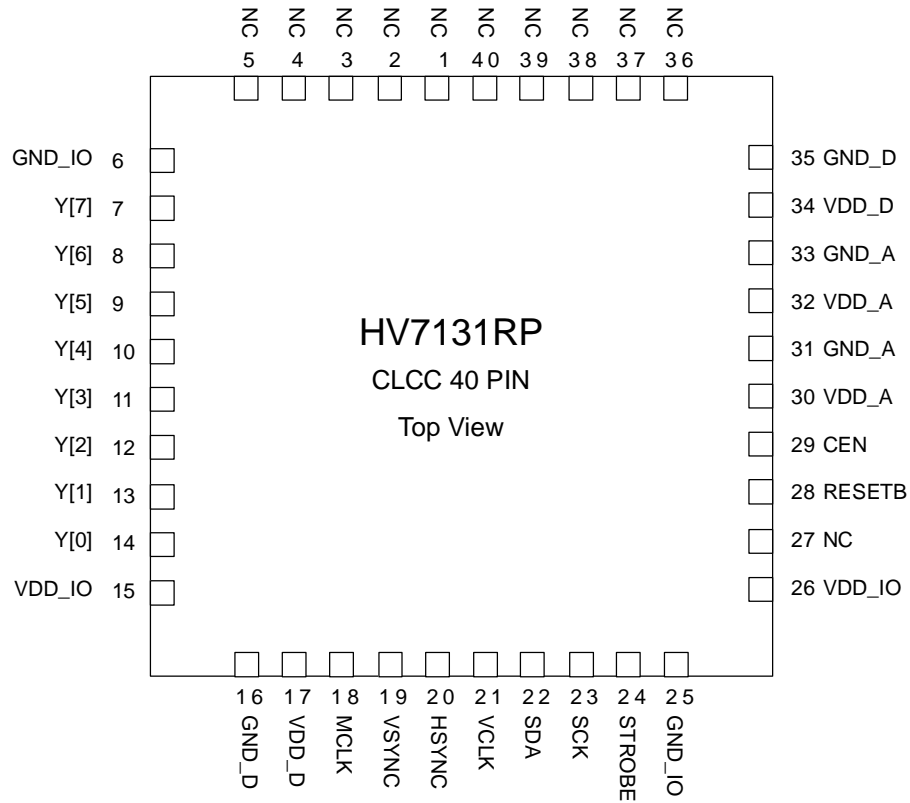 NC NC NC NC NC NC NC NC NC NC
5 4 3 2 1 40 39 38 37 36
GND_IO 6
Y[7] 7
Y[6] 8
Y[5] 9
Y[4] 10
Y[3] 11
Y[2] 12
Y[1] 13
Y[0] 14
VDD_IO 15
HV7131RP
CLCC 40 PIN
Top View
35 GND_D
34 VDD_D
33 GND_A
32 VDD_A
31 GND_A
30 VDD_A
29 CEN
28 RESETB
27 NC
26 VDD_IO
16 17 18 19 20 21 22 23 24 25
GND_D VDD_D MCLK VSYNC HSYNC VCLK SDA SCK STROBE GND_IO